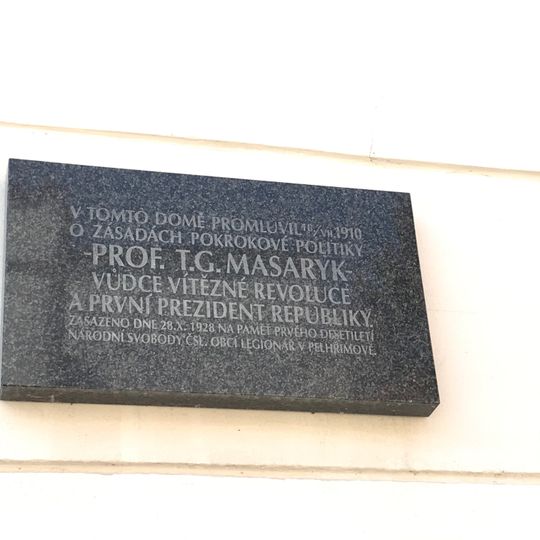 V TOMTO DOMĚ PROMLUVIL 10/VII. 1910
O ZÁSADÁCH POKROKOVÉ POLITIKY
-PROF. T.G. MASARYK-
VŮDCE VÍTĚZNÉ REVOLUCE
A PRVNÍ PREZIDENT REPUBLIKY.
ZASAZENO DNE 28.X. 1928 NA PAMĚŤ PRVÉHO DESETILETÍ
NÁRODNÍ SVOBODY ČSL. OBCÍ LEGIONÁŘ. V PELHŘIMOVĚ.